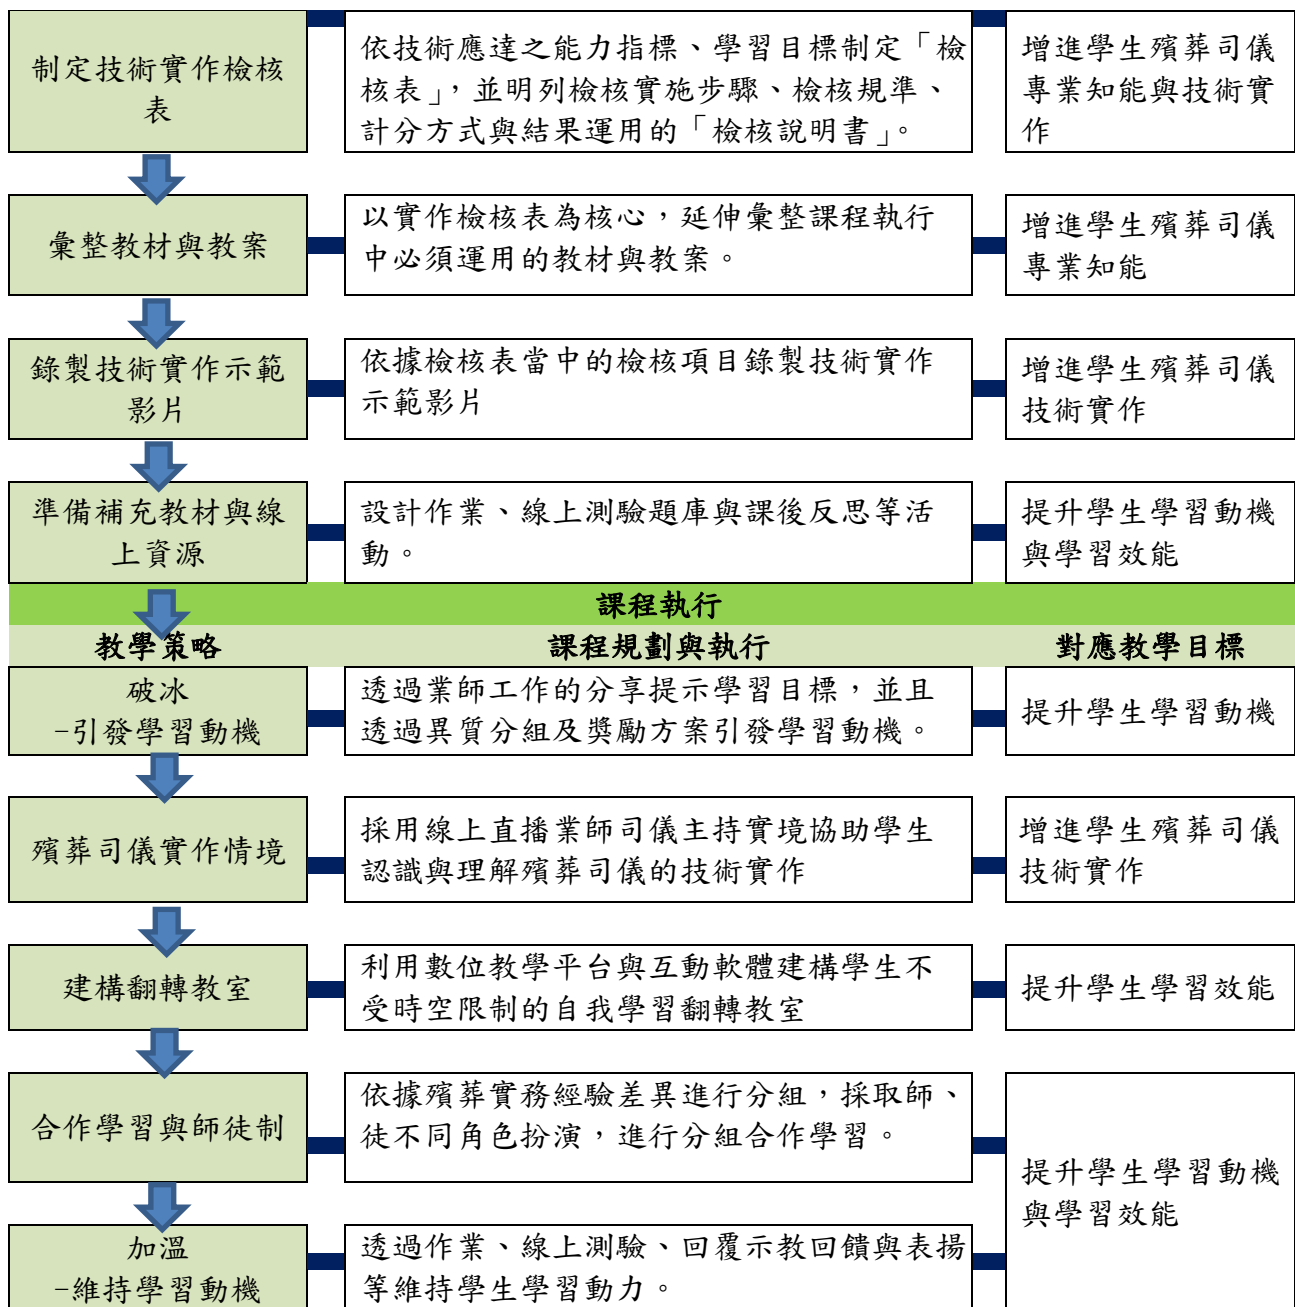 制定技術實作檢核
表
依技術應達之能力指標、學習目標制定「檢
核表」，並明列檢核實施步驟、檢核規準、
計分方式與結果運用的「檢核說明書」。
增進學生殯葬司儀
專業知能與技術實
作
彙整教材與教案
以實作檢核表為核心，延伸彙整課程執行
中必須運用的教材與教案。
增進學生殯葬司儀
專業知能
錄製技術實作示範
影片
依據檢核表當中的檢核項目錄製技術實作
示範影片
增進學生殯葬司儀
技術實作
準備補充教材與線
上資源
設計作業、線上測驗題庫與課後反思等活
動。
提升學生學習動機
與學習效能
課程執行
教學策略
課程規劃與執行
對應教學目標
破冰
-引發學習動機
透過業師工作的分享提示學習目標，並且
透過異質分組及獎勵方案引發學習動機。
提升學生學習動機
殯葬司儀實作情境
採用線上直播業師司儀主持實境協助學生
認識與理解殯葬司儀的技術實作
增進學生殯葬司儀
技術實作
建構翻轉教室
利用數位教學平台與互動軟體建構學生不
受時空限制的自我學習翻轉教室
提升學生學習效能
合作學習與師徒制
依據殯葬實務經驗差異進行分組，採取師、
徒不同角色扮演，進行分組合作學習。
提升學生學習動機
與學習效能
加溫
-維持學習動機
透過作業、線上測驗、回覆示教回饋與表揚
等維持學生學習動力。